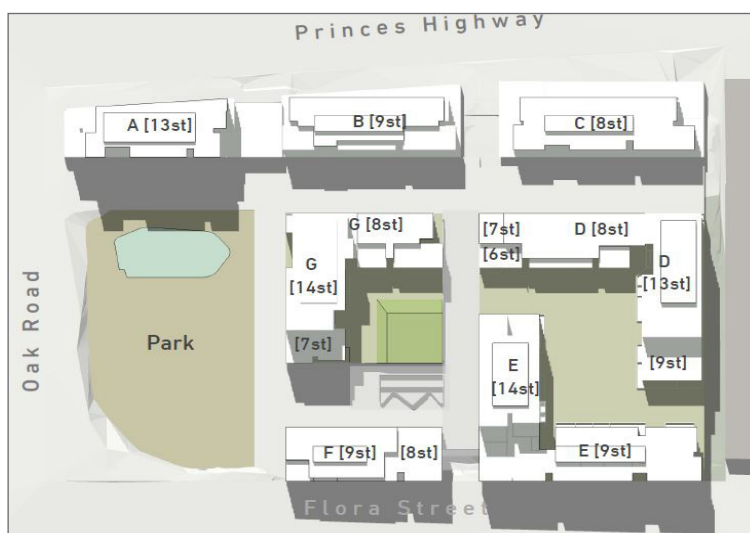 Princes Highway
A [13st]
B [9st]
C [8st]
G [8st]
[7st]
D [8st]
[6st]
G
[14st]
D
[13st]
Oak Road
Park
[7st]
E
[14st]
[9st]
F [9st]
[8st]
E [9st]
Flora Street